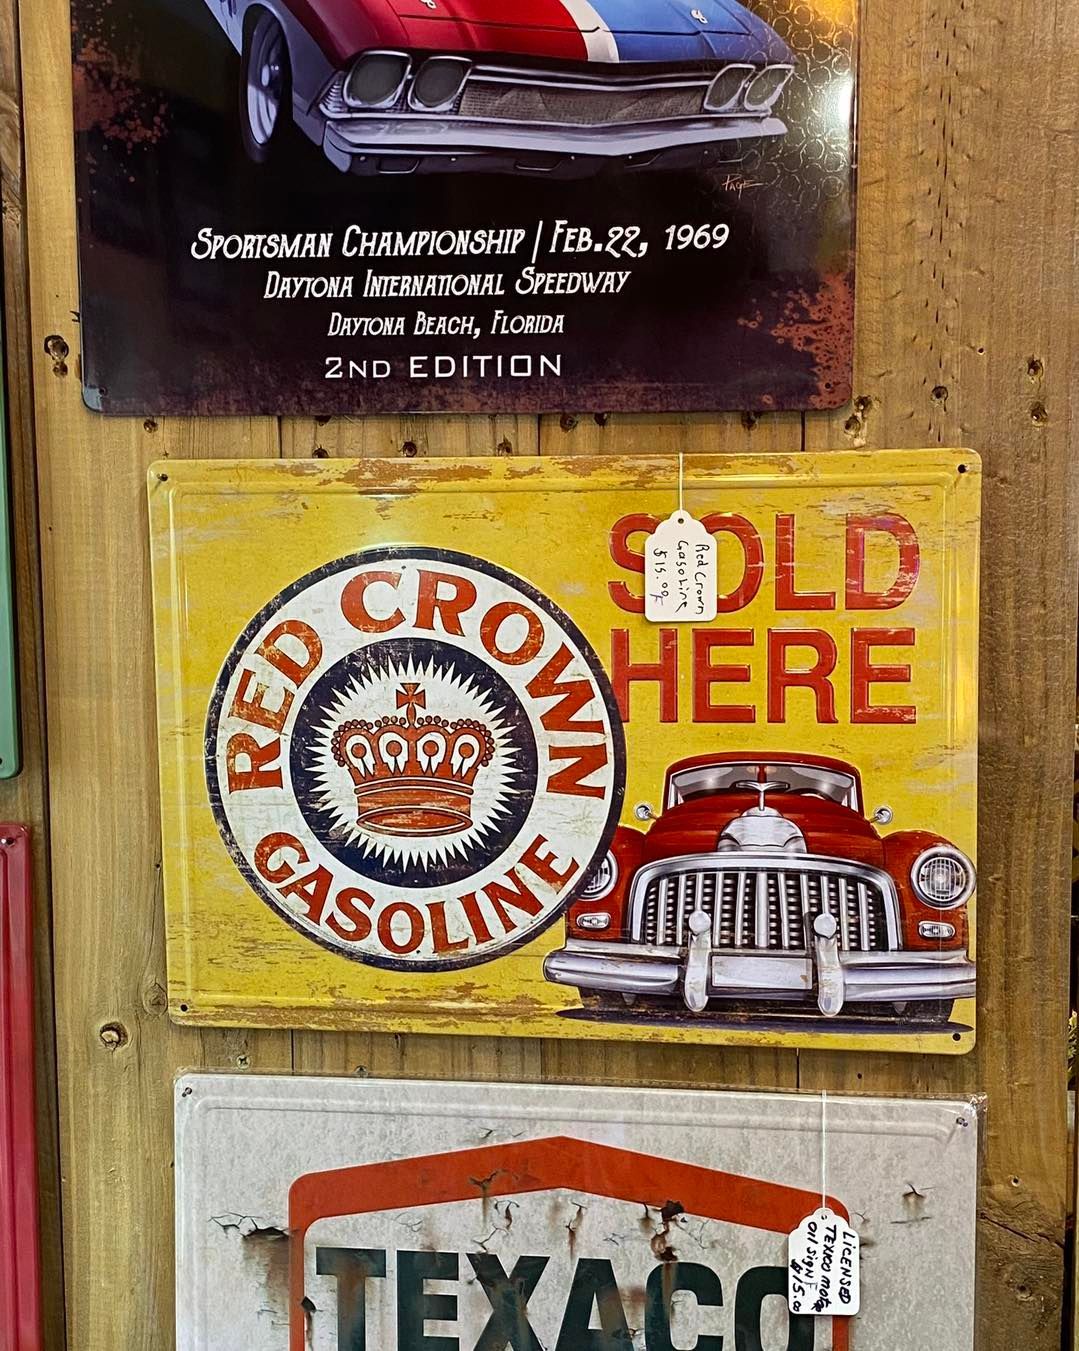 PAGE
SPORTSMAN CHAMPIONSHIP | FEB.22, 1969
DAYTONA INTERNATIONAL SPEEDWAY
DAYTONA BEACH, FLORIDA
2ND EDITION
RED CROWN
GASOLINE
SOLD
HERE
Red Crown
Gasoline
$15.00
TEXACO
LICENSED
TEXACO MOTOR
OIL SIGN
$15.00